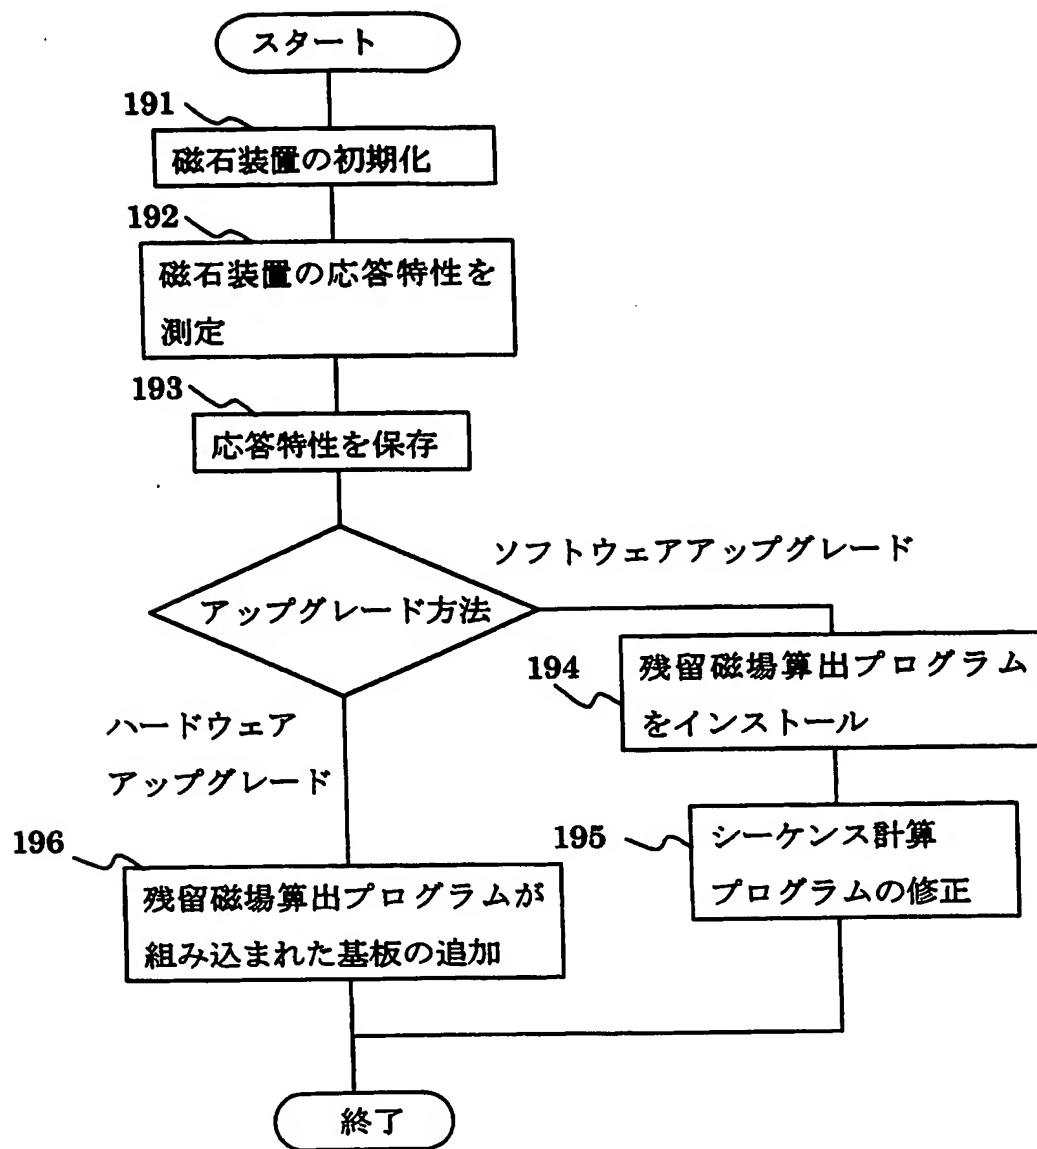 スタート
191
磁石装置の初期化
192
磁石装置の応答特性を
測定
193
応答特性を保存
ソフトウェアアップグレード
アップグレード方法
194
残留磁場算出プログラム
をインストール
ハードウェア
アップグレード
195
シーケンス計算
プログラムの修正
196
残留磁場算出プログラムが
組み込まれた基板の追加
終了